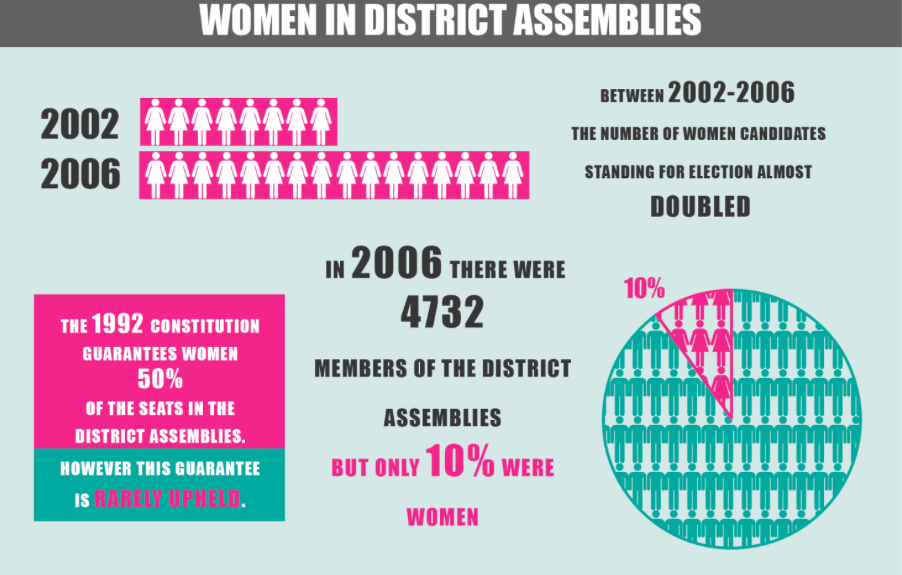 WOMEN IN DISTRICT ASSEMBLIES
2002
2006
BETWEEN 2002-2006
THE NUMBER OF WOMEN CANDIDATES
STANDING FOR ELECTION ALMOST
DOUBLED
THE 1992 CONSTITUTION
GUARANTEES WOMEN
50%
OF THE SEATS IN THE
DISTRICT ASSEMBLIES.
HOWEVER THIS GUARANTEE
IS RARELY UPHELD.
IN 2006 THERE WERE
4732
MEMBERS OF THE DISTRICT
ASSEMBLIES
BUT ONLY 10% WERE
WOMEN
10%